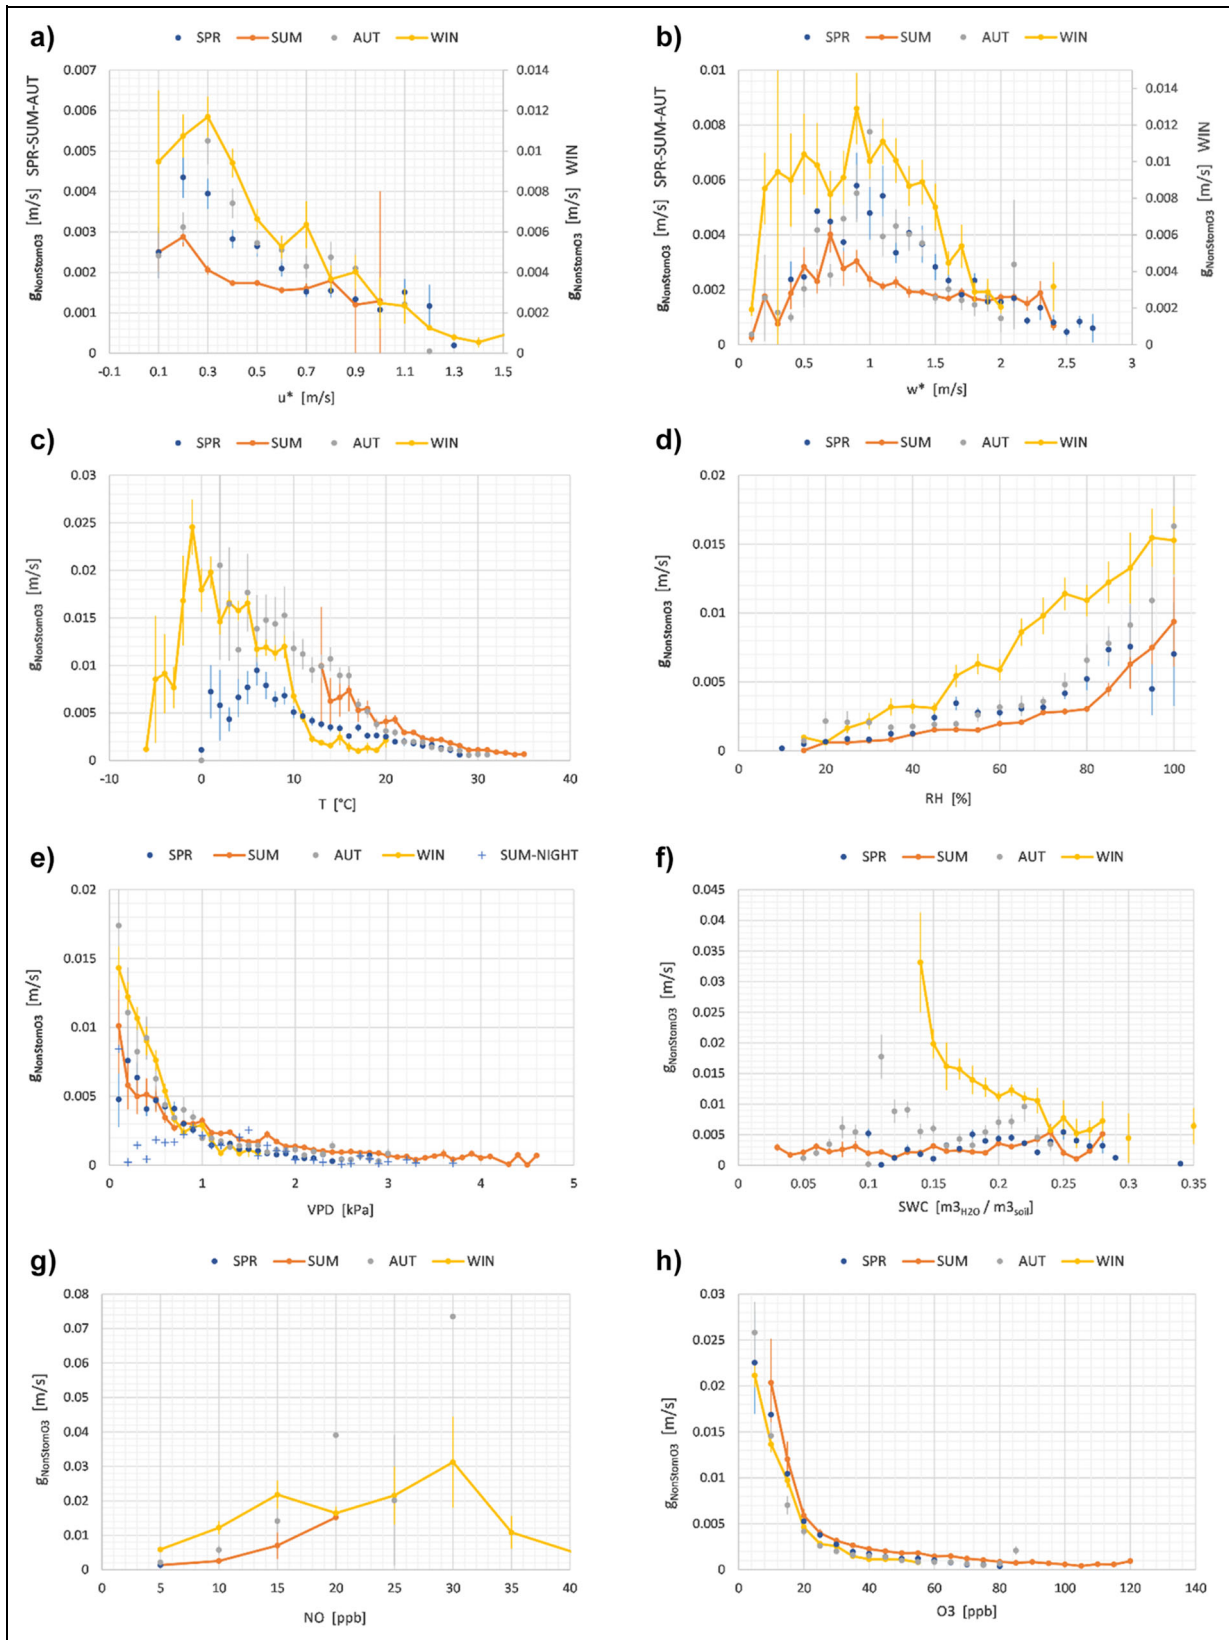 a)
SPR SUM AUT WIN
0.007 0.014
0.006 0.012
0.005 0.01
0.004 0.008
0.003 0.006
0.002 0.004
0.001 0.002
0 0
-0.1 0.1 0.3 0.5 0.7 0.9 1.1 1.3 1.5
gNonStomO3 [m/s] SPR-SUM-AUT
gNonStomO3 [m/s] WIN
u* [m/s]
b)
SPR SUM AUT WIN
0.01
0.014
0.008 0.012
0.01
0.006
0.008
0.004 0.006
0.004
0.002
0.002
0 0
0 0.5 1 1.5 2 2.5 3
gNonStomO3 [m/s] SPR-SUM-AUT
gNonStomO3 [m/s] WIN
w* [m/s]
c)
SPR SUM AUT WIN
0.03
0.025
0.02
0.015
0.01
0.005
0
-10 0 10 20 30 40
gNonStomO3 [m/s]
T [°C]
d)
SPR SUM AUT WIN
0.02
0.015
0.01
0.005
0
0 20 40 60 80 100
gNonStomO3 [m/s]
RH [%]
e)
SPR SUM AUT WIN SUM-NIGHT
0.02
0.015
0.01
0.005
0
0 1 2 3 4 5
gNonStomO3 [m/s]
VPD [kPa]
f)
SPR SUM AUT WIN
0.045
0.04
0.035
0.03
0.025
0.02
0.015
0.01
0.005
0
0 0.05 0.1 0.15 0.2 0.25 0.3 0.35
gNonStomO3 [m/s]
SWC [m3H2O / m3soil]
g)
SPR SUM AUT WIN
0.08
0.07
0.06
0.05
0.04
0.03
0.02
0.01
0
0 5 10 15 20 25 30 35 40
gNonStomO3 [m/s]
NO [ppb]
h)
SPR SUM AUT WIN
0.03
0.025
0.02
0.015
0.01
0.005
0
0 20 40 60 80 100 120 140
gNonStomO3 [m/s]
O3 [ppb]